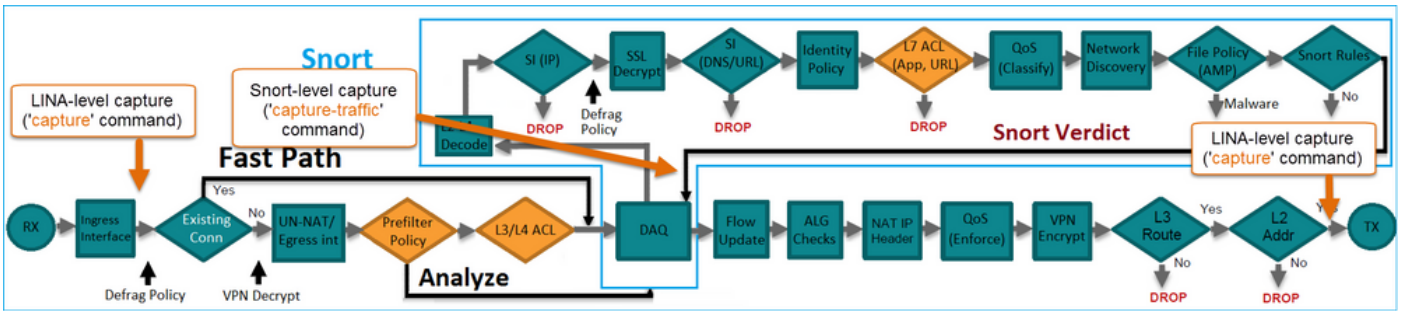 Snort
SI (IP)
SSL
Decrypt
SI
(DNS/URL)
Identity
Policy
L7 ACL
(App, URL)
QoS
(Classify)
Network
Discovery
File Policy
(AMP)
Snort Rules
LINA-level capture
('capture' command)
Snort-level capture
('capture-traffic'
command)
DROP
Defrag
Policy
DROP
DROP
Malware
No
Decode
Snort Verdict
LINA-level capture
('capture' command)
Fast Path
Yes
RX
Ingress
Interface
Existing
Conn
No
UN-NAT/
Egress int
Prefilter
Policy
L3/L4 ACL
DAQ
Flow
Update
ALG
Checks
NAT IP
Header
QoS
(Enforce)
VPN
Encrypt
L3
Route
Yes
L2
Addr
TX
Defrag Policy
VPN Decrypt
Analyze
No
DROP
No
DROP